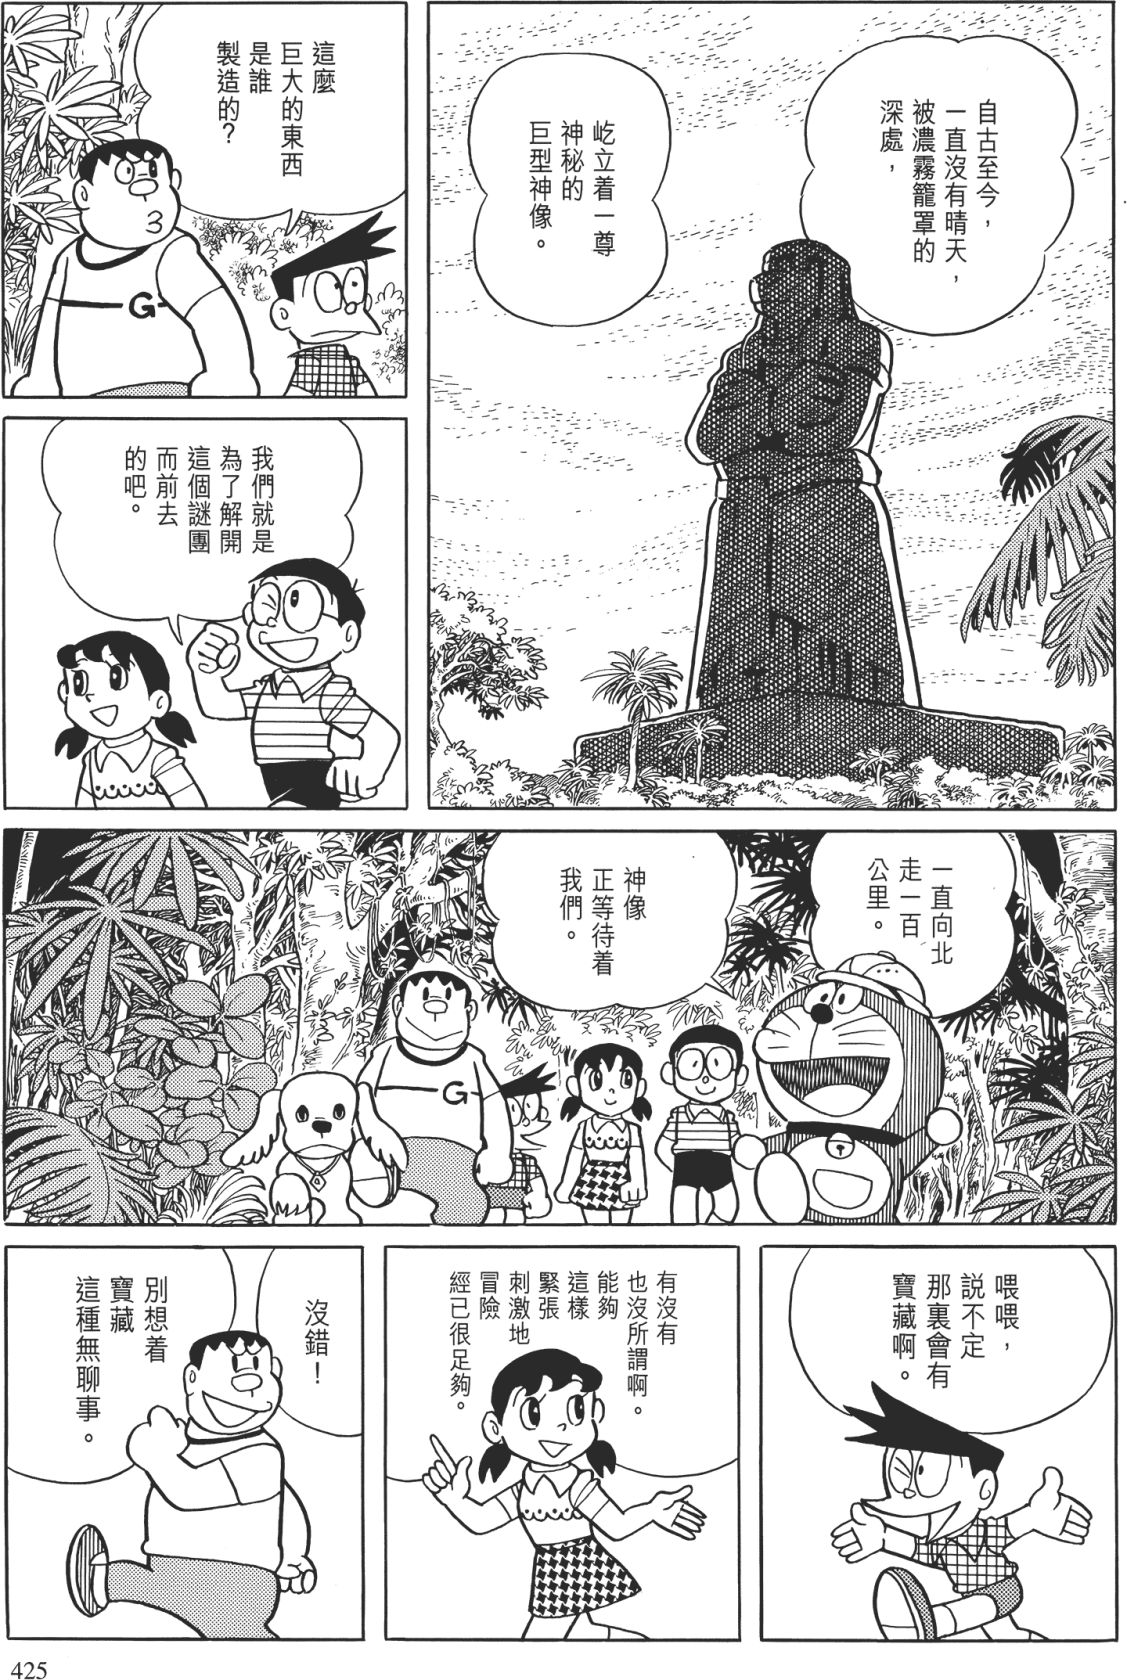 自古至今，
一直沒有晴天，
被濃霧籠罩的
深處，
屹立着一尊
神秘的
巨型神像。
這麼
巨大的東西
是誰
製造的？
G
我們就是
為了解開
這個謎團
而前去
的吧。
一直向北
走一百
公里。
神像
正等待着
我們。
G
喂喂，
説不定
那裏會有
寶藏啊。
有沒有
也沒所謂啊。
能夠
這樣
緊張
刺激地
冒險
經已很足夠。
沒錯！
別想着
寶藏
這種無聊事。
425